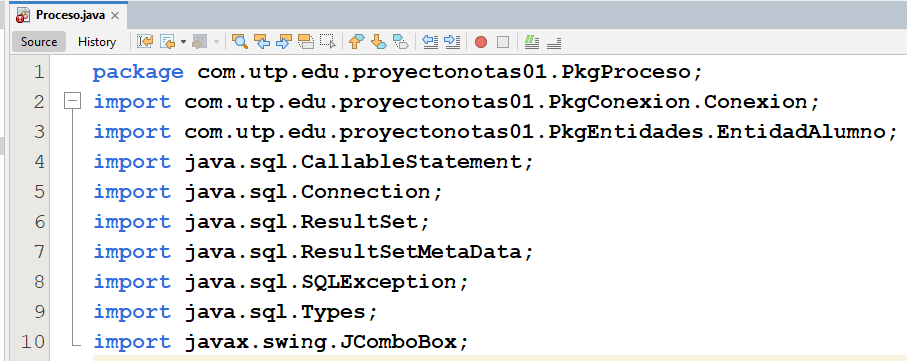 Proceso.java
Source History
1 package com.utp.edu.proyectonotas01.PkgProceso;
2 import com.utp.edu.proyectonotas01.PkgConexion.Conexion;
3 import com.utp.edu.proyectonotas01.PkgEntidades.EntidadAlumno;
4 import java.sql.CallableStatement;
5 import java.sql.Connection;
6 import java.sql.ResultSet;
7 import java.sql.ResultSetMetaData;
8 import java.sql.SQLException;
9 import java.sql.Types;
10 import javax.swing.JComboBox;